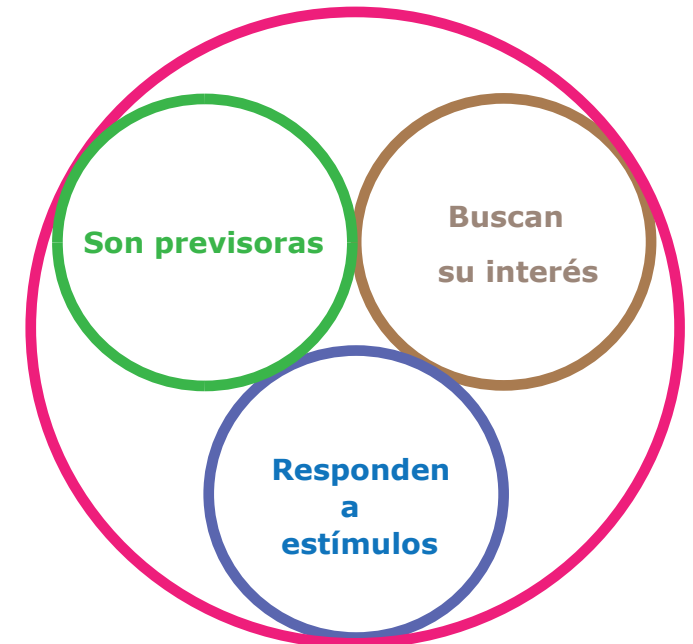 Son previsoras
Buscan
su interés
Responden
a
estímulos